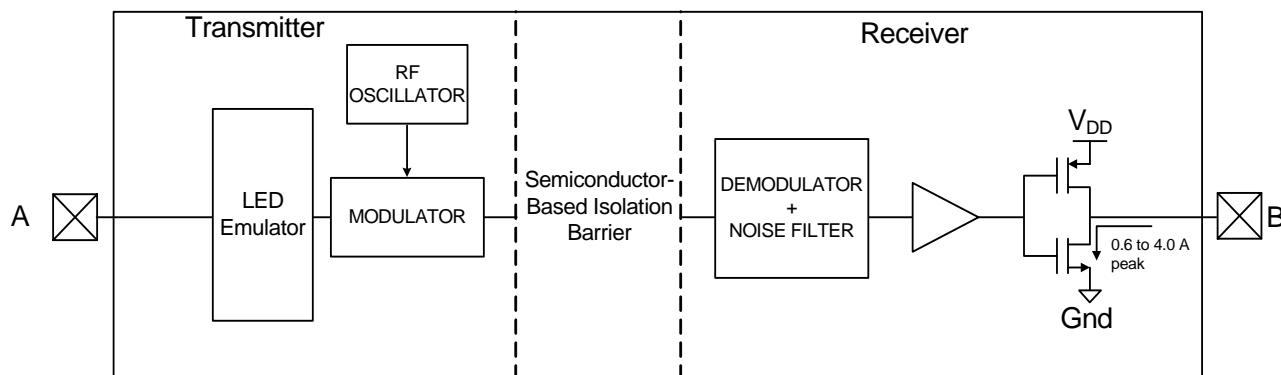 Transmitter
Receiver
RF
OSCILLATOR
V_DD
LED
Emulator
MODULATOR
Semiconductor-
Based Isolation
Barrier
DEMODULATOR
+
NOISE FILTER
A
B
0.6 to 4.0 A
peak
Gnd